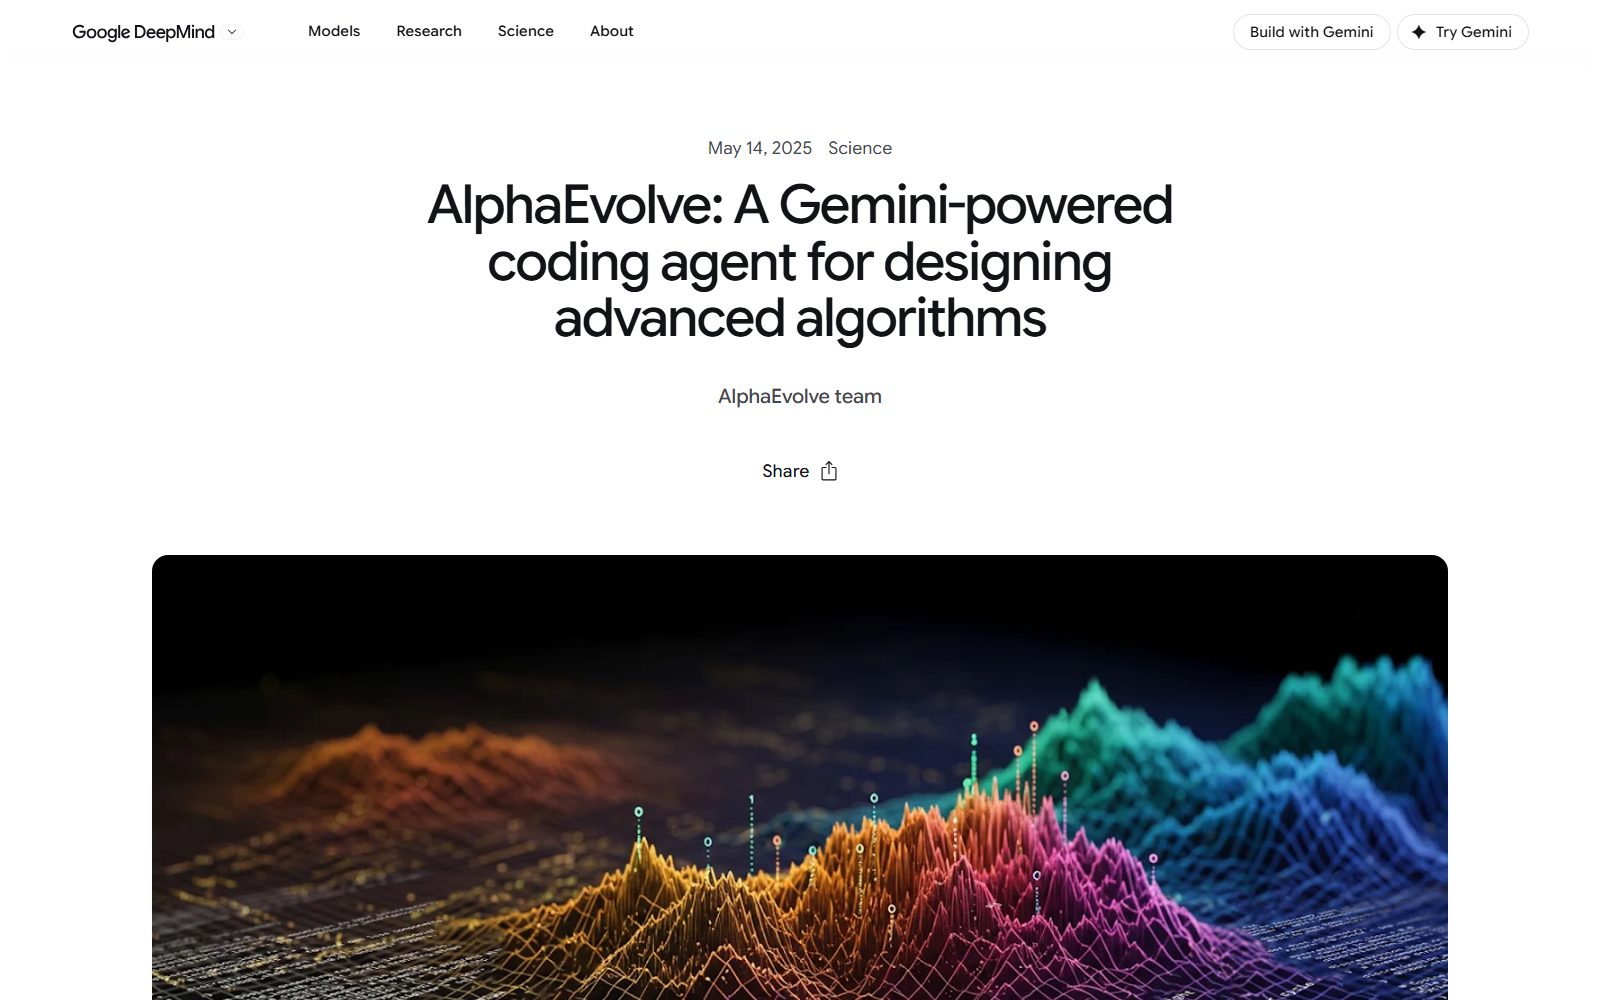 Google DeepMind
Models
Research
Science
About
Build with Gemini
Try Gemini
May 14, 2025 Science
AlphaEvolve: A Gemini-powered
coding agent for designing
advanced algorithms
AlphaEvolve team
Share